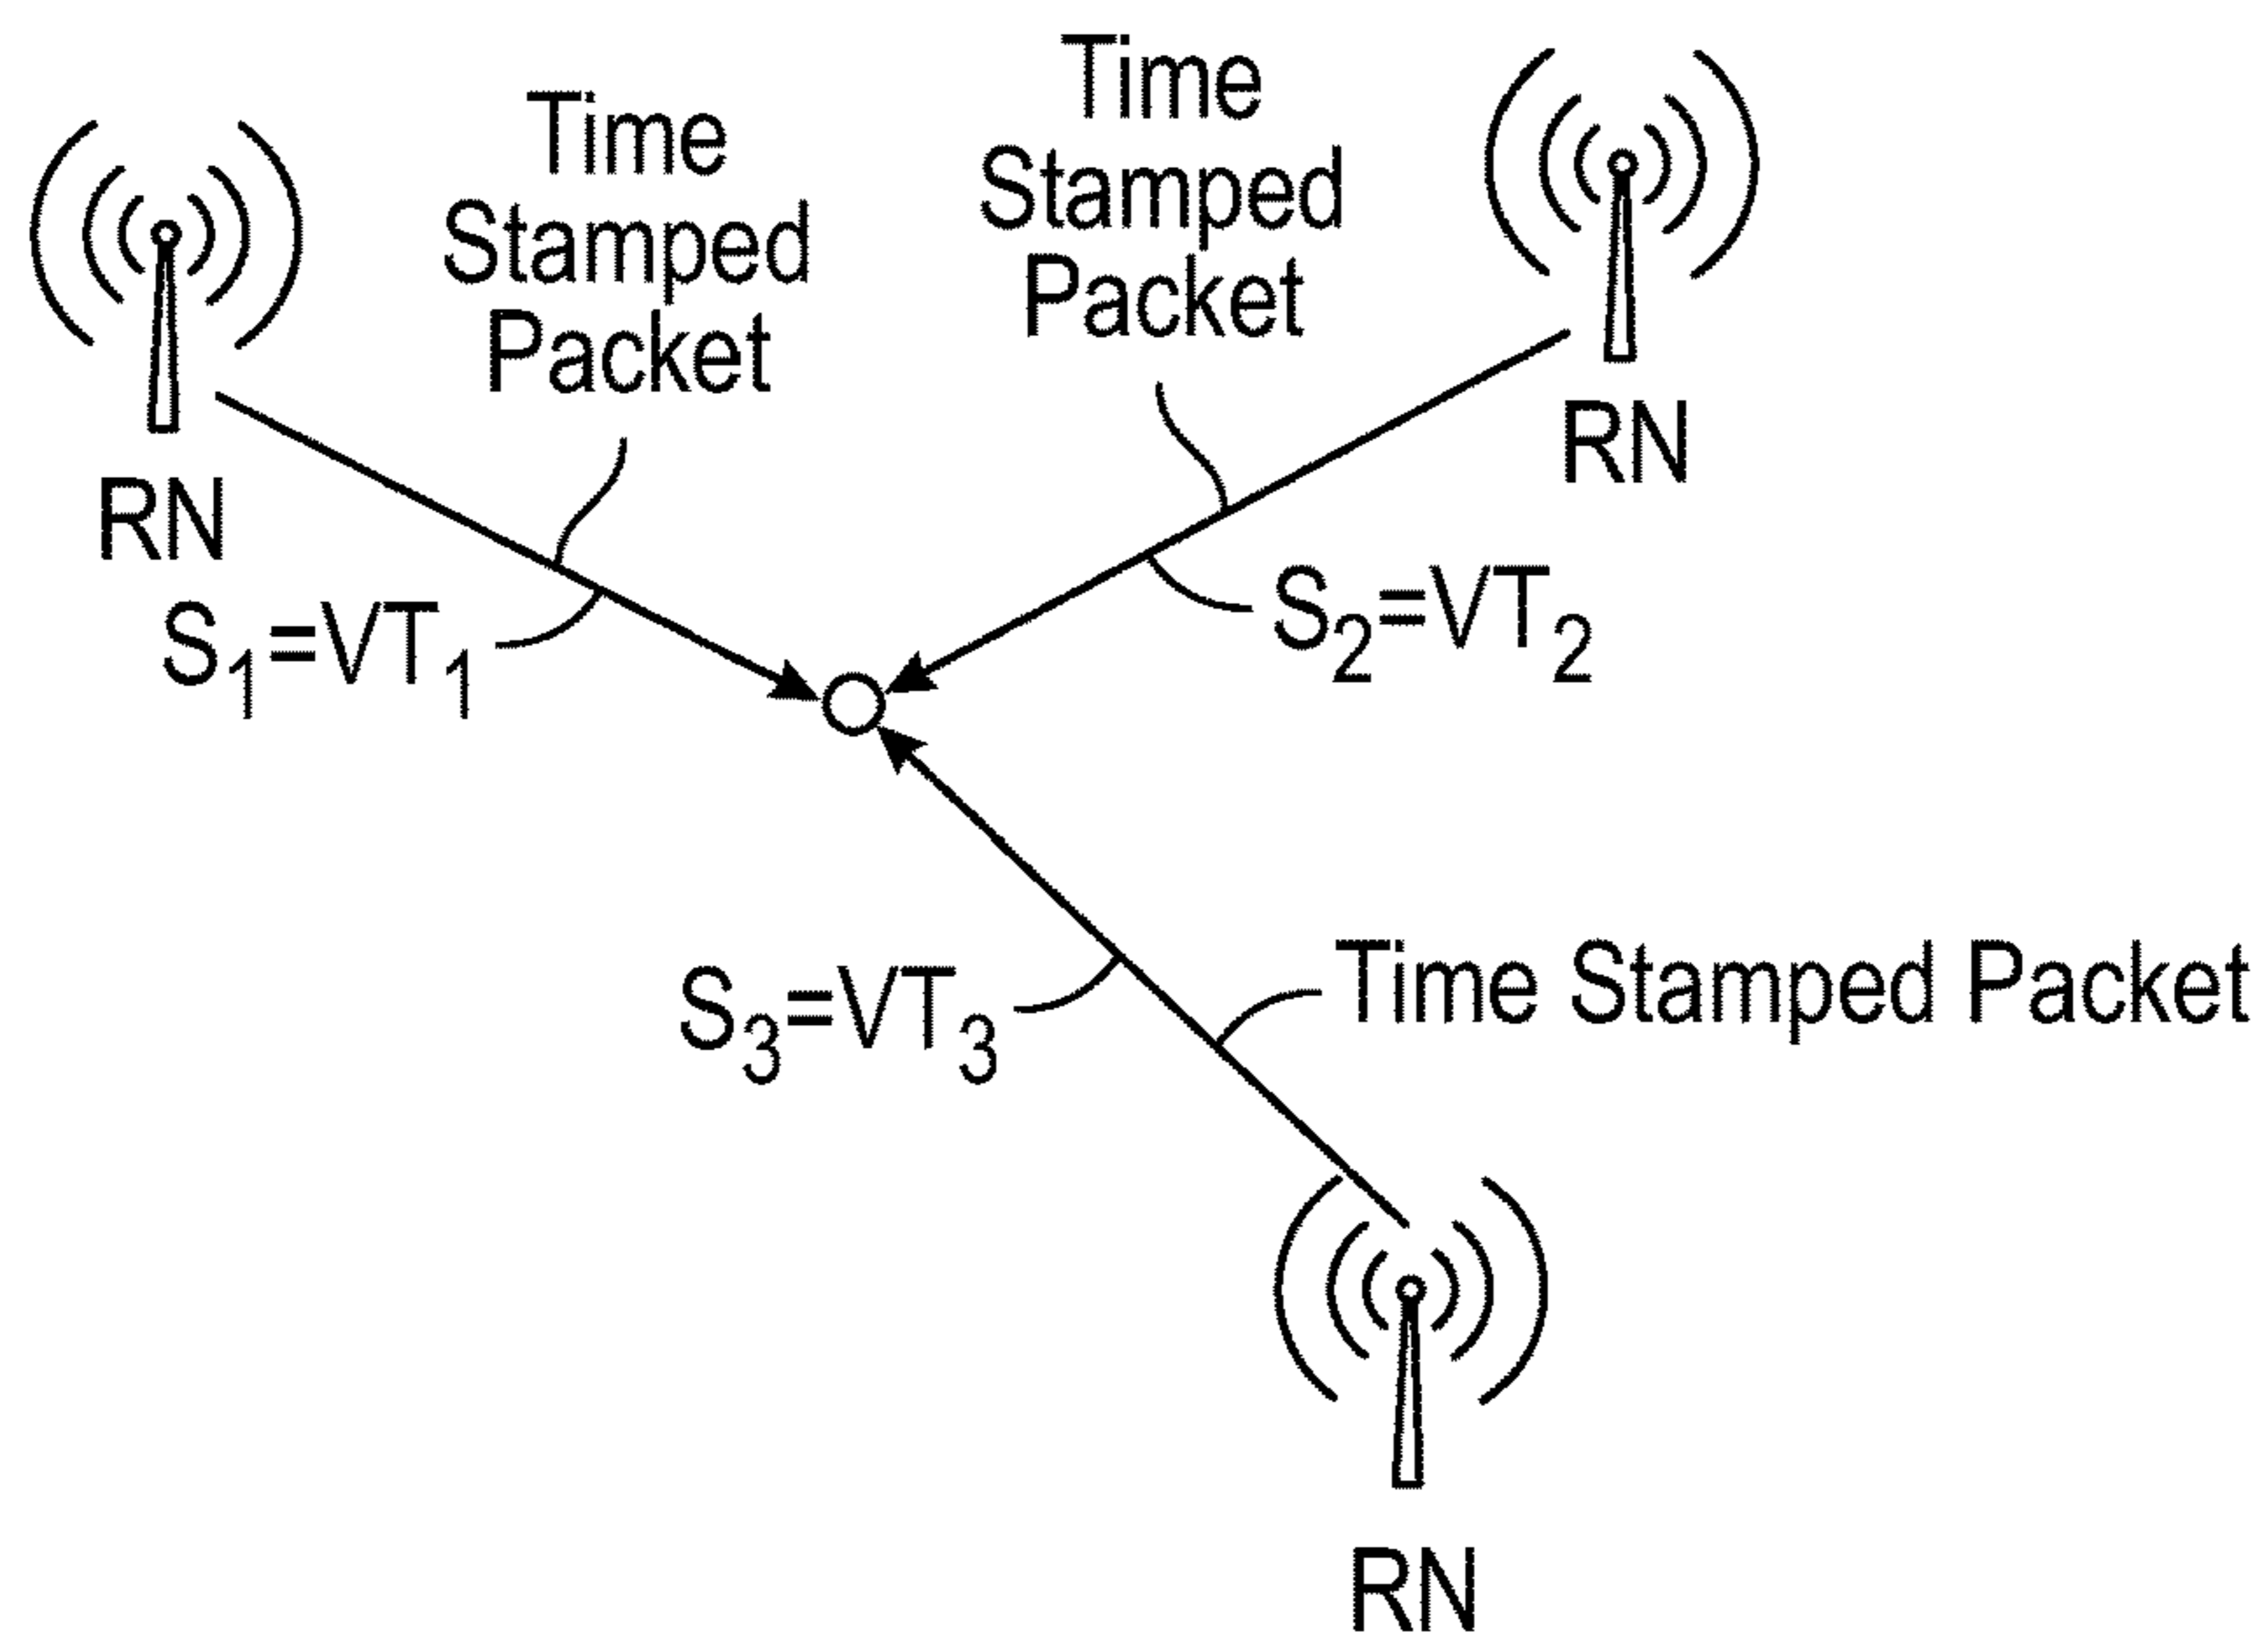 Time
Stamped
Packet
Time
Stamped
Packet
RN
RN
S₁=VT₁
S₂=VT₂
S₃=VT₃
Time Stamped Packet
RN